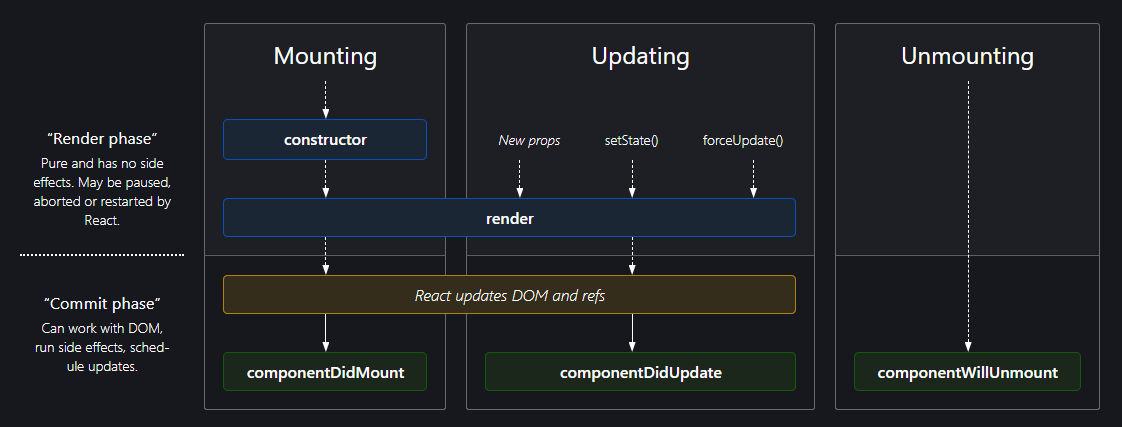 Mounting
Updating
Unmounting
“Render phase”
Pure and has no side
effects. May be paused,
aborted or restarted by
React.
constructor
New props
setState()
forceUpdate()
render
“Commit phase”
Can work with DOM,
run side effects, sched-
ule updates.
React updates DOM and refs
componentDidMount
componentDidUpdate
componentWillUnmount